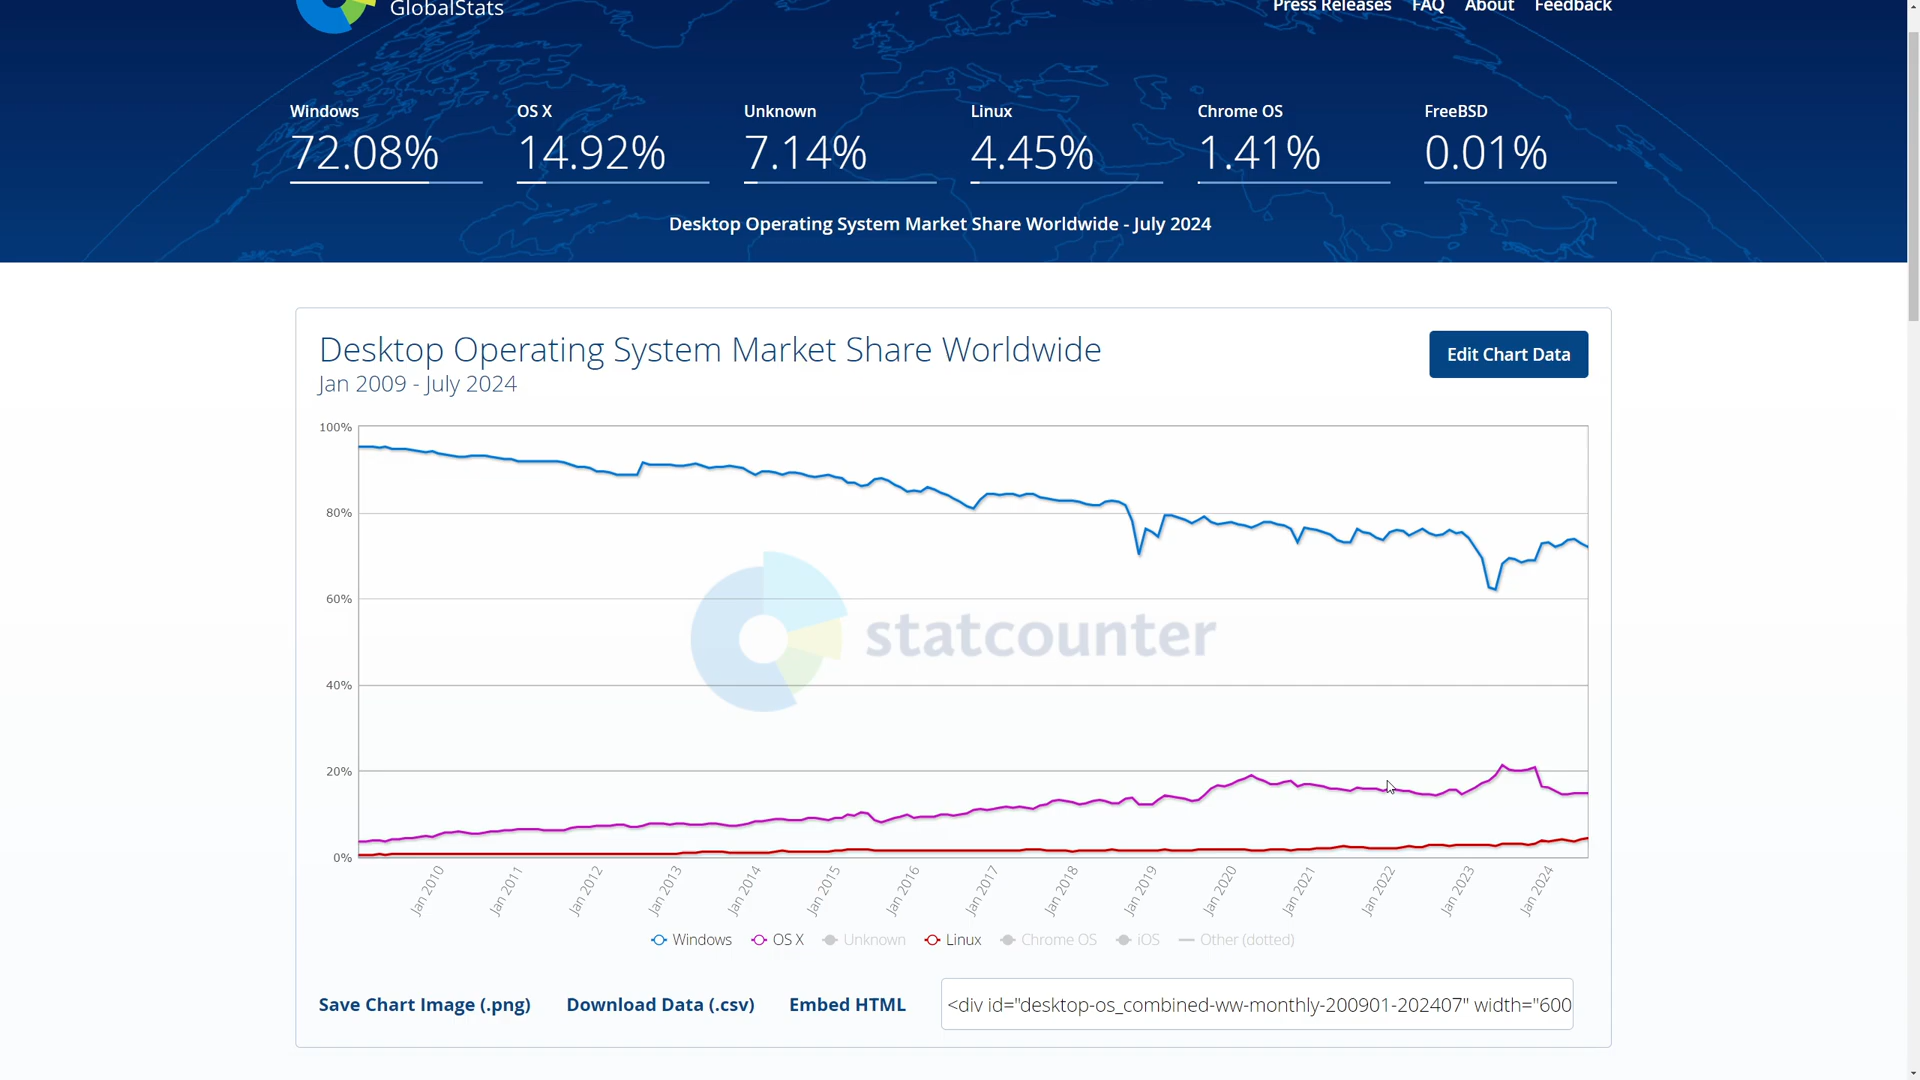 GlobalStats
Press Releases FAQ About Feedback
Windows OS X Unknown Linux Chrome OS FreeBSD
72.08% 14.92% 7.14% 4.45% 1.41% 0.01%
Desktop Operating System Market Share Worldwide - July 2024
Desktop Operating System Market Share Worldwide
Edit Chart Data
Jan 2009 - July 2024
100%
80%
60%
statcounter
40%
20%
0%
Jan 2010 Jan 2011 Jan 2012 Jan 2013 Jan 2014 Jan 2015 Jan 2016 Jan 2017 Jan 2018 Jan 2019 Jan 2020 Jan 2021 Jan 2022 Jan 2023 Jan 2024
Windows OS X Unknown Linux Chrome OS iOS Other (dotted)
Save Chart Image (.png) Download Data (.csv) Embed HTML <div id="desktop-os_combined-ww-monthly-200901-202407" width="600